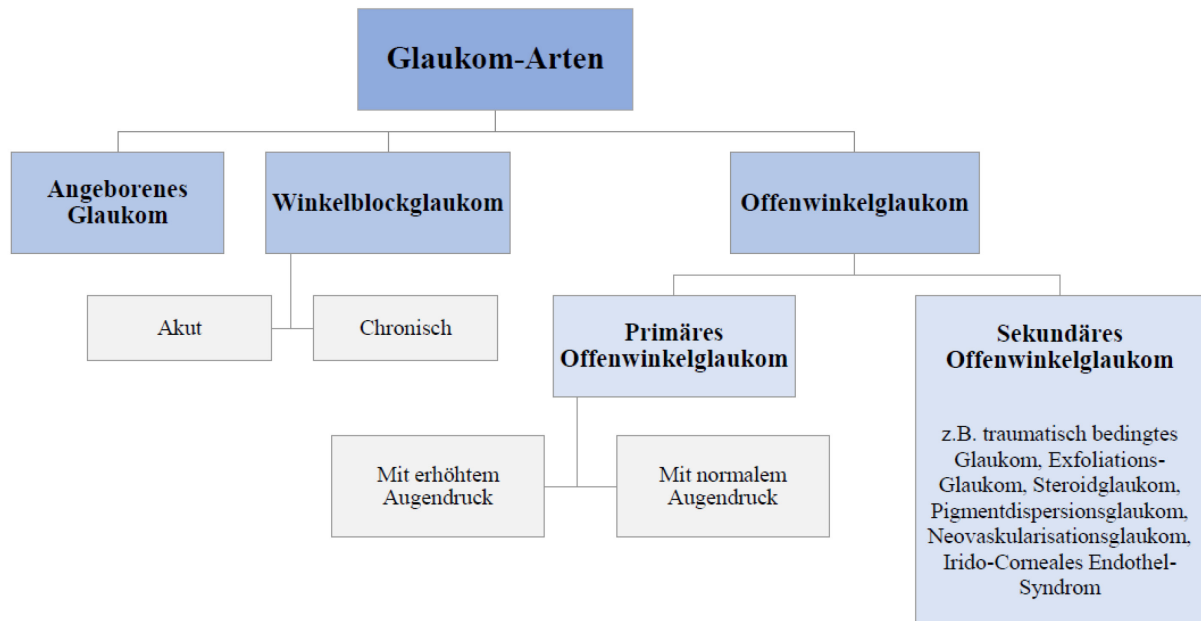 Glaukom-Arten
Angeborenes
Glaukom
Winkelblockglaukom
Offenwinkelglaukom
Akut
Chronisch
Primäres
Offenwinkelglaukom
Sekundäres
Offenwinkelglaukom
z.B. traumatisch bedingtes
Glaukom, Exfoliations-
Glaukom, Steroidglaukom,
Pigmentdispersionsglaukom,
Neovaskularisationsglaukom,
Irido-Corneales Endothel-
Syndrom
Mit erhöhtem
Augendruck
Mit normalem
Augendruck